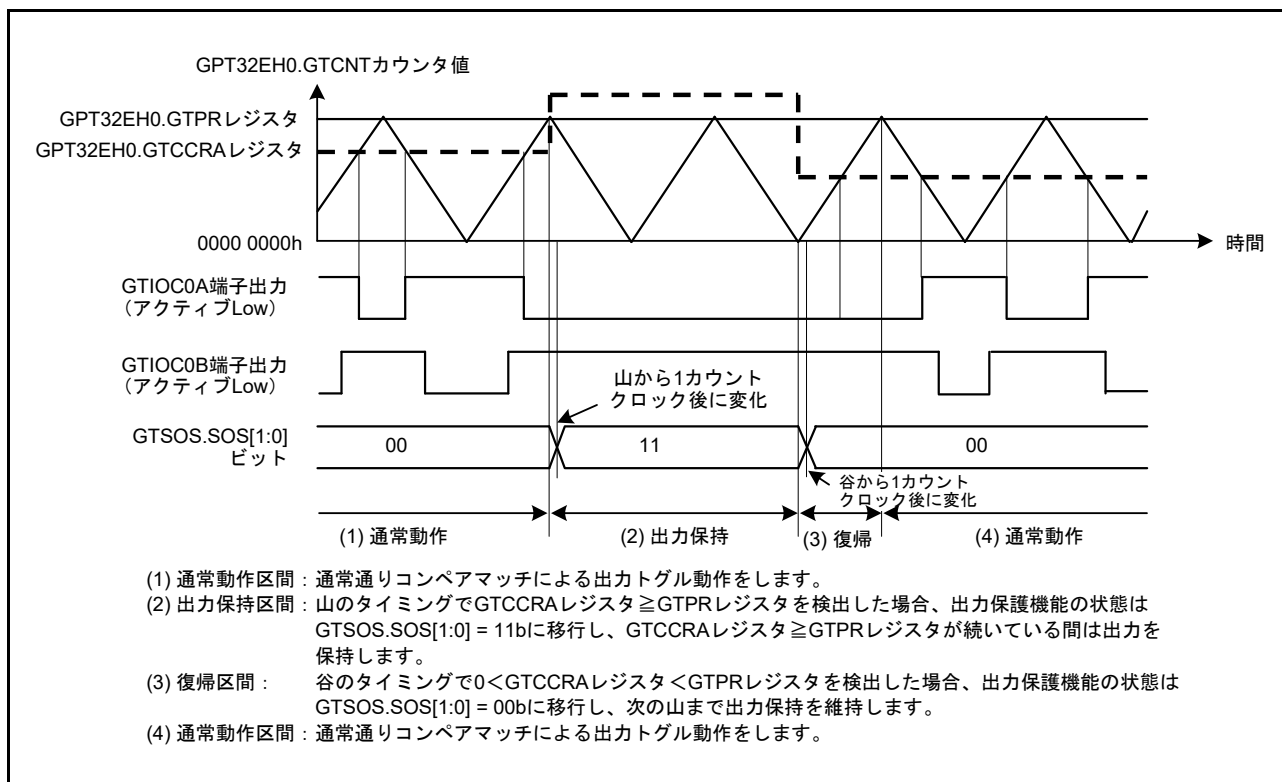 GPT32EH0.GTCNTカウンタ値
GPT32EH0.GTPRレジスタ
GPT32EH0.GTCCRAレジスタ
0000 0000h
時間
GTIOC0A端子出力
（アクティブLow）
GTIOC0B端子出力
（アクティブLow）
山から1カウント
クロック後に変化
GTSOS.SOS[1:0]
ビット
00
11
00
谷から1カウント
クロック後に変化
(1) 通常動作
(2) 出力保持
(3) 復帰
(4) 通常動作
(1) 通常動作区間：通常通りコンペアマッチによる出力トグル動作をします。
(2) 出力保持区間：山のタイミングでGTCCRAレジスタ≧GTPRレジスタを検出した場合、出力保護機能の状態は
GTSOS.SOS[1:0] = 11bに移行し、GTCCRAレジスタ≧GTPRレジスタが続いている間は出力を
保持します。
(3) 復帰区間： 谷のタイミングで0＜GTCCRAレジスタ＜GTPRレジスタを検出した場合、出力保護機能の状態は
GTSOS.SOS[1:0] = 00bに移行し、次の山まで出力保持を維持します。
(4) 通常動作区間：通常通りコンペアマッチによる出力トグル動作をします。